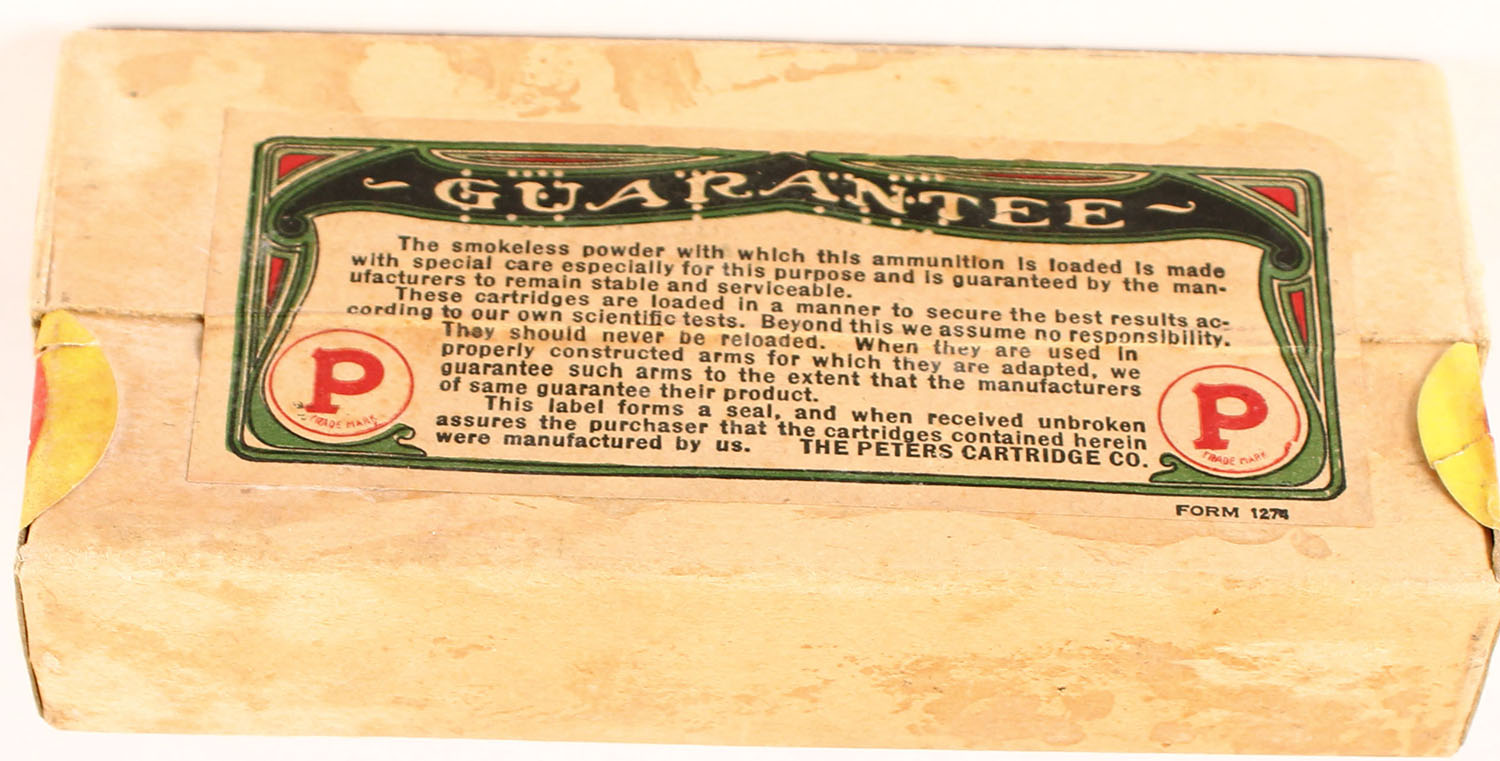 ~ GUARANTEE ~
The smokeless powder with which this ammunition is loaded is made
with special care especially for this purpose and is guaranteed by the man-
ufacturers to remain stable and serviceable.
These cartridges are loaded in a manner to secure the best results ac-
cording to our own scientific tests. Beyond this we assume no responsibility.
They should never be reloaded. When they are used in
properly constructed arms for which they are adapted, we
guarantee such arms to the extent that the manufacturers
of same guarantee their product.
This label forms a seal, and when received unbroken
assures the purchaser that the cartridges contained herein
were manufactured by us. THE PETERS CARTRIDGE CO.
P
TRADE MARK
P
TRADE MARK
FORM 1274